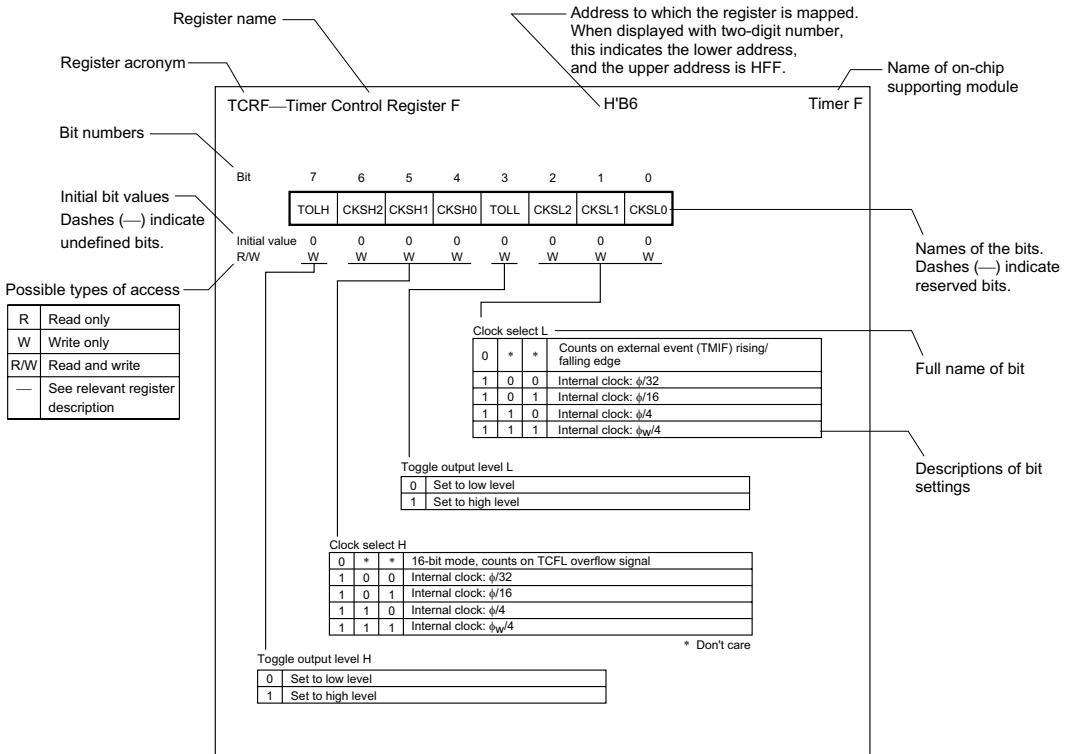 Register name
Address to which the register is mapped.
When displayed with two-digit number,
this indicates the lower address,
and the upper address is HFF.
Register acronym
Name of on-chip
supporting module
TCRF—Timer Control Register F H'B6 Timer F
Bit numbers
Bit 7 6 5 4 3 2 1 0
Initial bit values
Dashes (—) indicate
undefined bits.
TOLH CKSH2 CKSH1 CKSH0 TOLL CKSL2 CKSL1 CKSL0
Initial value 0 0 0 0 0 0 0 0
R/W W W W W W W W W
Names of the bits.
Dashes (—) indicate
reserved bits.
Possible types of access
R Read only
W Write only
R/W Read and write
— See relevant register
description
Clock select L
0 * * Counts on external event (TMIF) rising/
falling edge
1 0 0 Internal clock: ϕ/32
1 0 1 Internal clock: ϕ/16
1 1 0 Internal clock: ϕ/4
1 1 1 Internal clock: ϕW/4
Full name of bit
Descriptions of bit
settings
Toggle output level L
0 Set to low level
1 Set to high level
Clock select H
0 * * 16-bit mode, counts on TCFL overflow signal
1 0 0 Internal clock: ϕ/32
1 0 1 Internal clock: ϕ/16
1 1 0 Internal clock: ϕ/4
1 1 1 Internal clock: ϕW/4
* Don't care
Toggle output level H
0 Set to low level
1 Set to high level